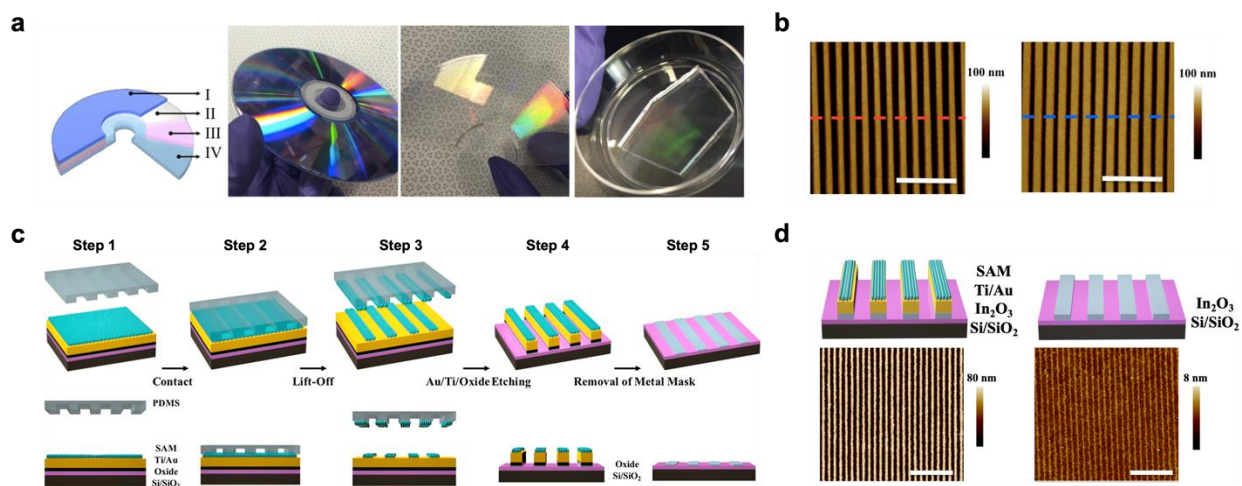 a
I
II
III
IV
b
100 nm
100 nm
c
Step 1
Step 2
Step 3
Step 4
Step 5
Contact
Lift-Off
Au/Ti/Oxide Etching
Removal of Metal Mask
PDMS
SAM
Ti/Au
Oxide
Si/SiO₂
Oxide
Si/SiO₂
d
SAM
Ti/Au
In₂O₃
Si/SiO₂
In₂O₃
Si/SiO₂
80 nm
8 nm